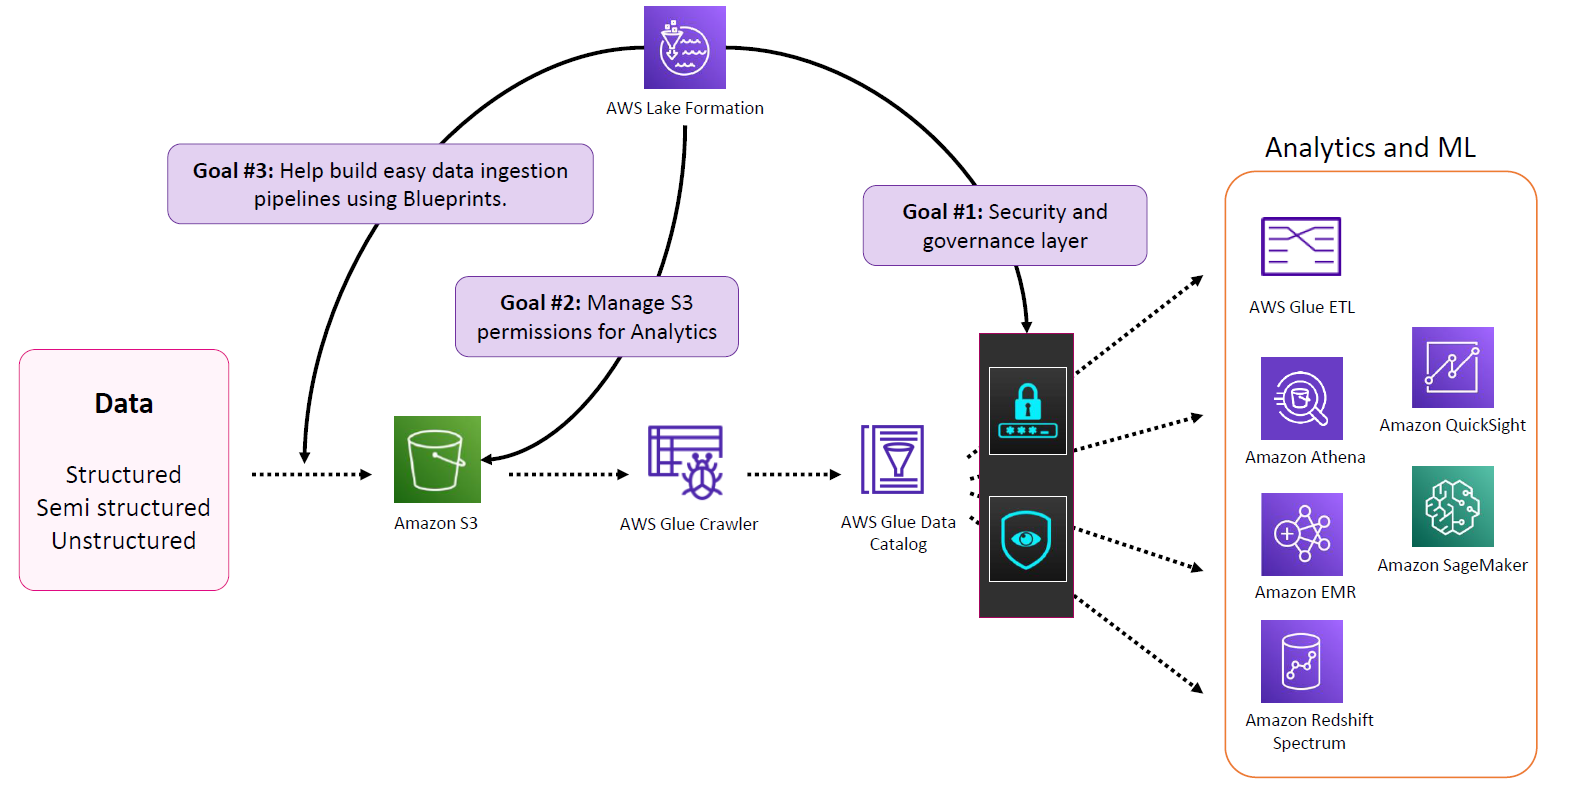 AWS Lake Formation
Goal #3: Help build easy data ingestion
pipelines using Blueprints.
Goal #1: Security and
governance layer
Goal #2: Manage S3
permissions for Analytics
Data
Structured
Semi structured
Unstructured
Amazon S3
AWS Glue Crawler
AWS Glue Data
Catalog
***_
Analytics and ML
AWS Glue ETL
Amazon QuickSight
Amazon Athena
Amazon SageMaker
Amazon EMR
Amazon Redshift
Spectrum